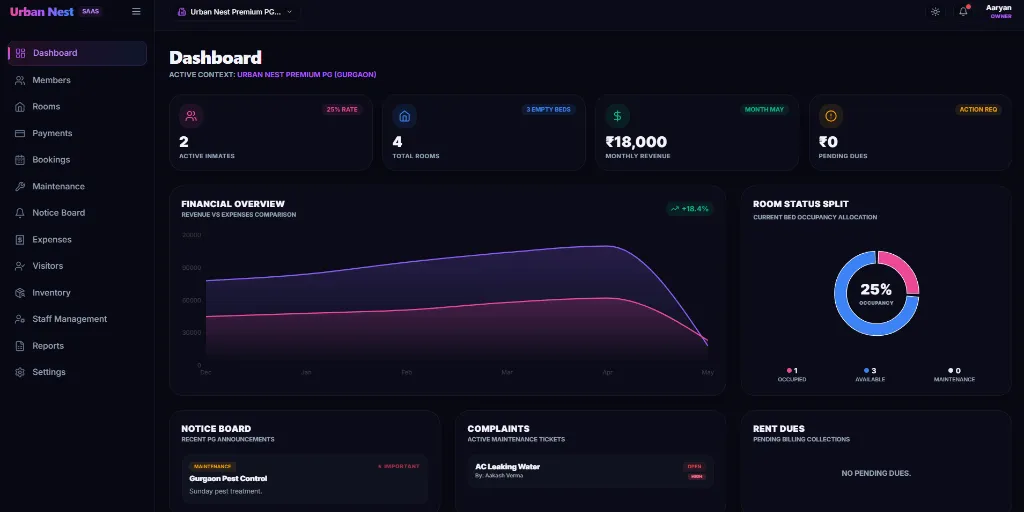 Urban Nest SAAS
Urban Nest Premium PG...
Aaryan
OWNER
Dashboard
Members
Rooms
Payments
Bookings
Maintenance
Notice Board
Expenses
Visitors
Inventory
Staff Management
Reports
Settings
Dashboard
ACTIVE CONTEXT: URBAN NEST PREMIUM PG (GURGAON)
25% RATE
2
ACTIVE INMATES
3 EMPTY BEDS
4
TOTAL ROOMS
$
MONTH MAY
₹18,000
MONTHLY REVENUE
ACTION REQ
₹0
PENDING DUES
FINANCIAL OVERVIEW
REVENUE VS EXPENSES COMPARISON
+18.4%
90000
60000
30000
0
Dec Jan Feb Mar Apr May
ROOM STATUS SPLIT
CURRENT BED OCCUPANCY ALLOCATION
25%
OCCUPANCY
1
OCCUPIED
3
AVAILABLE
0
MAINTENANCE
NOTICE BOARD
RECENT PG ANNOUNCEMENTS
MAINTENANCE
IMPORTANT
Gurgaon Pest Control
Sunday pest treatment.
COMPLAINTS
ACTIVE MAINTENANCE TICKETS
AC Leaking Water
OPEN
By: Aakash Verma
HIGH
RENT DUES
PENDING BILLING COLLECTIONS
NO PENDING DUES.